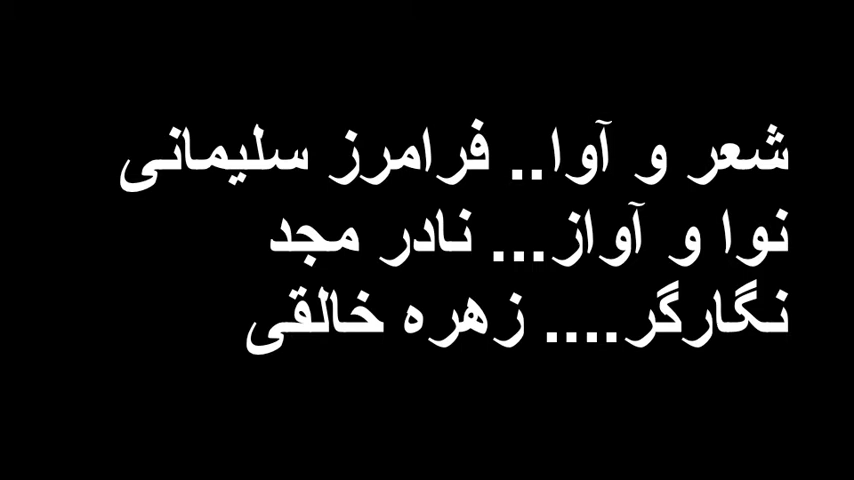 شعر و آوا.. فرامرز سلیمانی
نوا و آواز... نادر مجد
نگارگر.... زهره خالقی